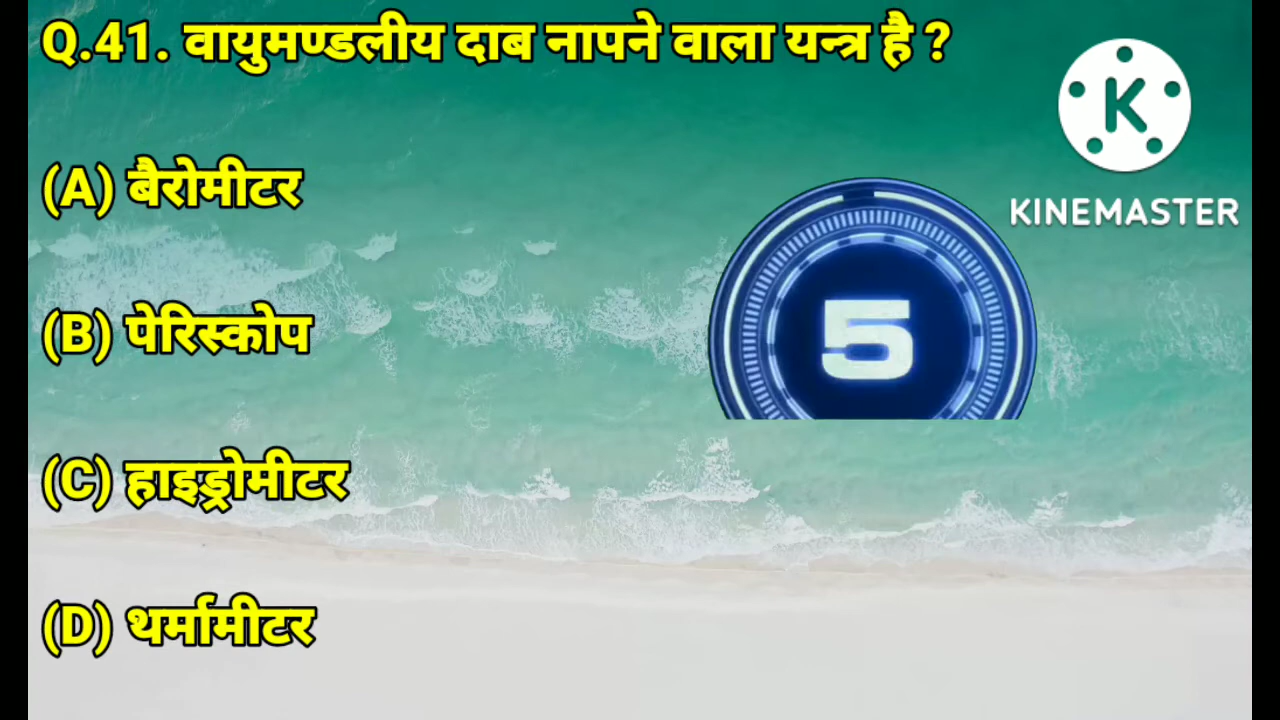 Q.41. वायुमण्डलीय दाब नापने वाला यन्त्र है ?
(A) बैरोमीटर
(B) पेरिस्कोप
(C) हाइड्रोमीटर
(D) थर्मामीटर
5
K
KINEMASTER